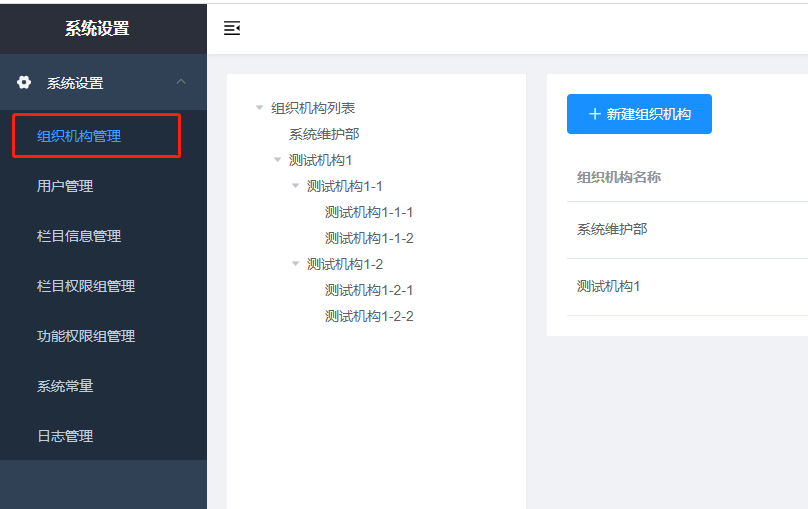 系统设置
系统设置
组织机构管理
用户管理
栏目信息管理
栏目权限组管理
功能权限组管理
系统常量
日志管理
组织机构列表
系统维护部
测试机构1
测试机构1-1
测试机构1-1-1
测试机构1-1-2
测试机构1-2
测试机构1-2-1
测试机构1-2-2
新建组织机构
组织机构名称
系统维护部
测试机构1